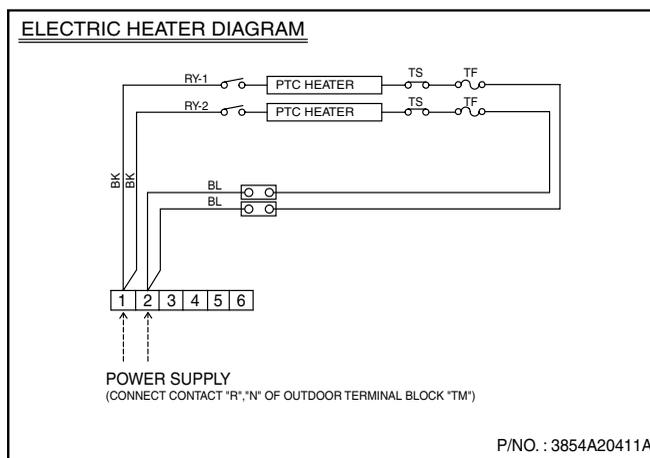 ELECTRIC HEATER DIAGRAM
RY-1 PTC HEATER TS TF
RY-2 PTC HEATER TS TF
BK BK
BL
BL
1 2 3 4 5 6
POWER SUPPLY
(CONNECT CONTACT "R","N" OF OUTDOOR TERMINAL BLOCK "TM")
P/NO. : 3854A20411A